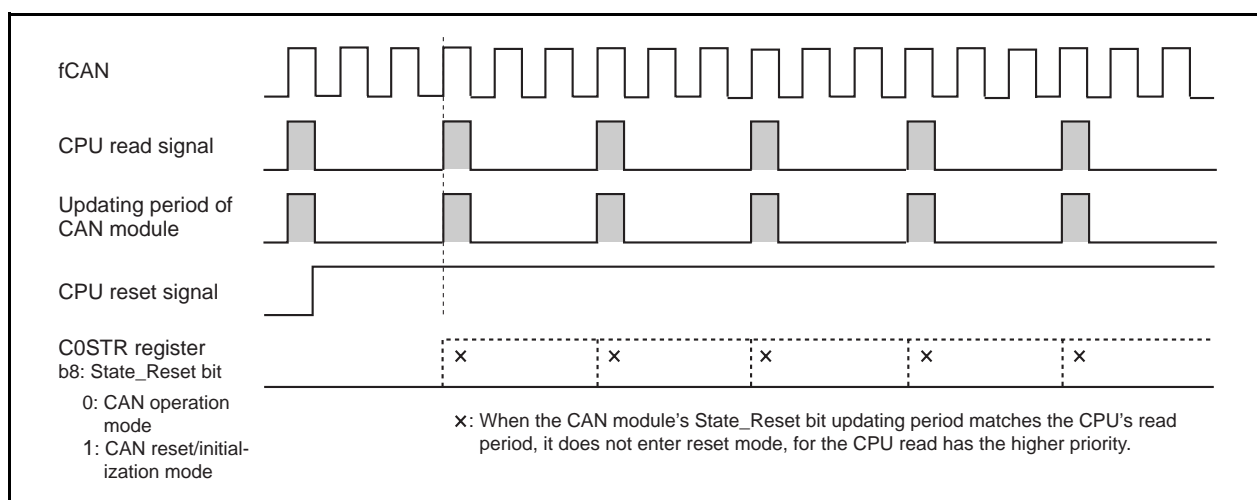 fCAN
CPU read signal
Updating period of
CAN module
CPU reset signal
C0STR register
b8: State_Reset bit
0: CAN operation
mode
1: CAN reset/initial-
ization mode
×: When the CAN module's State_Reset bit updating period matches the CPU's read
period, it does not enter reset mode, for the CPU read has the higher priority.
× × × × ×